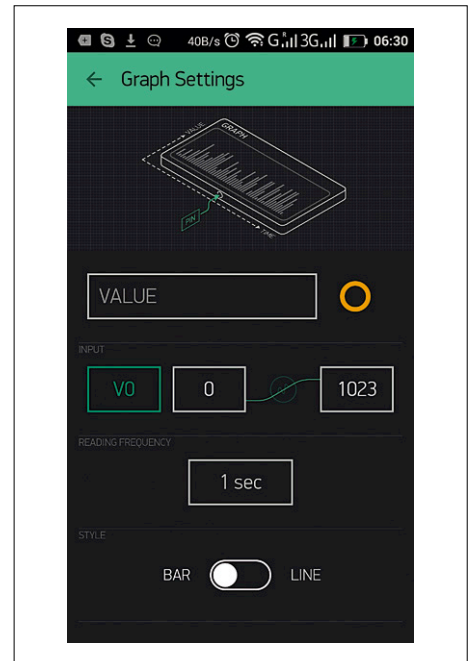 40B/s G 3G 06:30
← Graph Settings
VALUE
GRAPH
PIN
TIME
VALUE
INPUT
V0 0 1023
READING FREQUENCY
1 sec
STYLE
BAR LINE